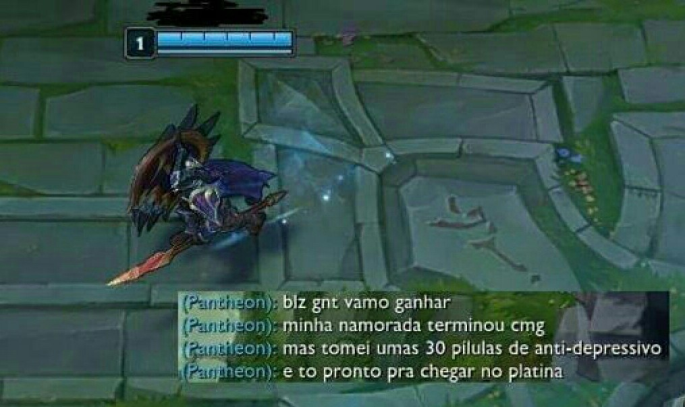 1
(Pantheon): blz gnt vamo ganhar
(Pantheon): minha namorada terminou cmg
(Pantheon): mas tomei umas 30 pílulas de anti-depressivo
(Pantheon): e to pronto pra chegar no platina